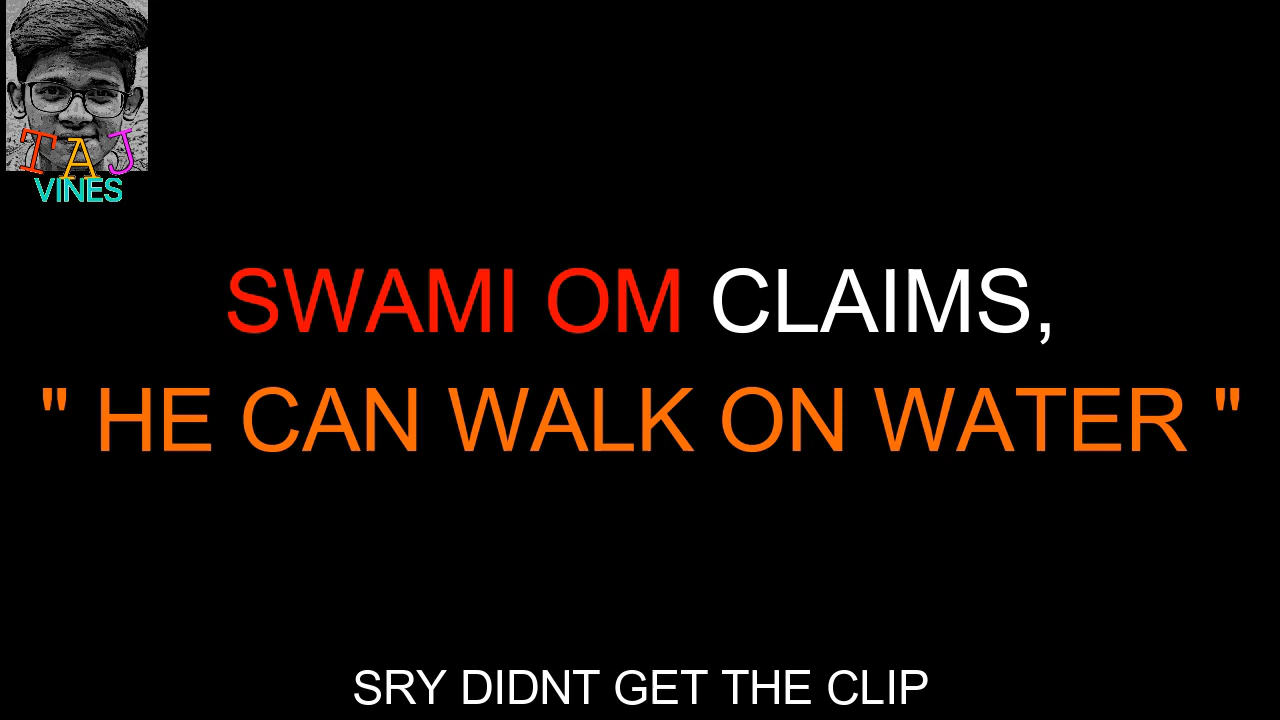 TAJ
VINES
SWAMI OM CLAIMS,
" HE CAN WALK ON WATER "
SRY DIDNT GET THE CLIP